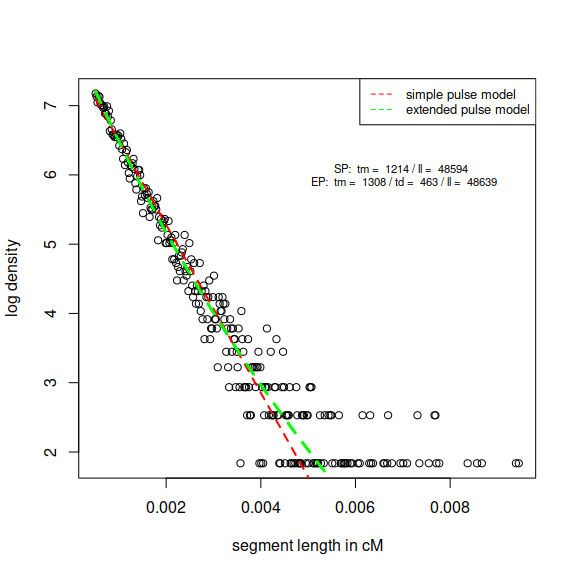 simple pulse model
extended pulse model
SP: tm = 1214 / ll = 48594
EP: tm = 1308 / td = 463 / ll = 48639
7
6
5
4
3
2
log density
0.002 0.004 0.006 0.008
segment length in cM